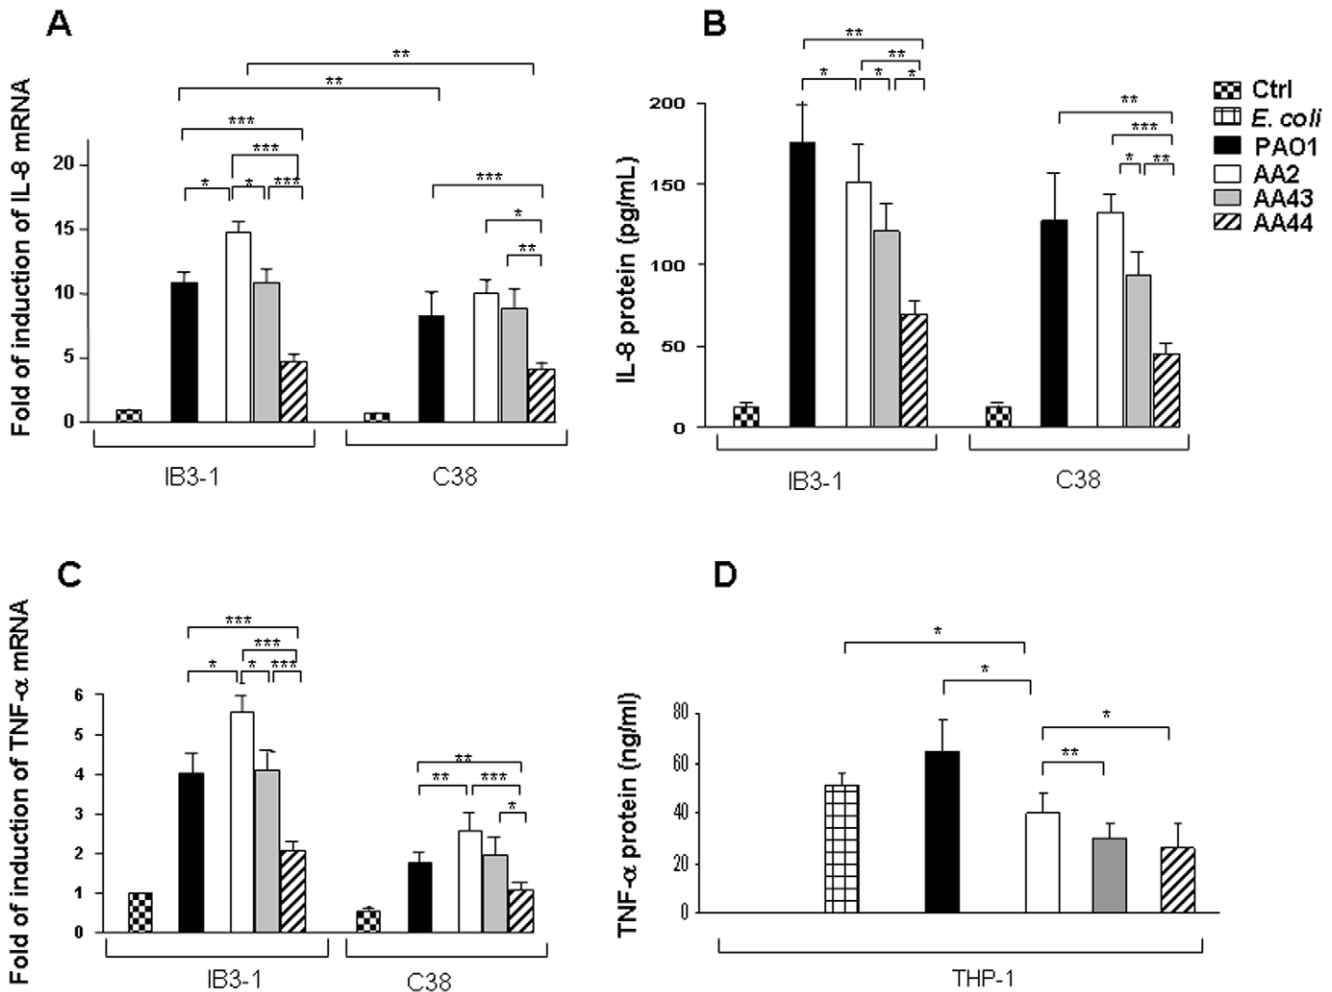 A
Fold of induction of IL-8 mRNA
20
15
10
5
0
**
**
***
***
*
*
***
***
*
**
IB3-1
C38
B
IL-8 protein (pg/mL)
200
150
100
50
0
**
**
*
*
*
**
***
*
**
IB3-1
C38
Ctrl
E. coli
PAO1
AA2
AA43
AA44
C
Fold of induction of TNF-α mRNA
6
5
4
3
2
1
0
***
***
*
*
***
**
**
***
*
IB3-1
C38
D
TNF-α protein (ng/ml)
80
60
40
20
0
*
*
*
**
THP-1